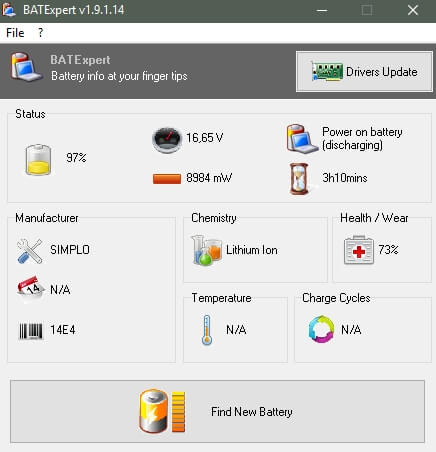 BATExpert v1.9.1.14
File ?
BATExpert
Battery info at your finger tips
Drivers Update
Status
97%
16,65 V
8984 mW
Power on battery
(discharging)
3h10mins
Manufacturer
SIMPLO
14
N/A
14E4
Chemistry
Lithium Ion
Health / Wear
73%
Temperature
N/A
Charge Cycles
N/A
Find New Battery